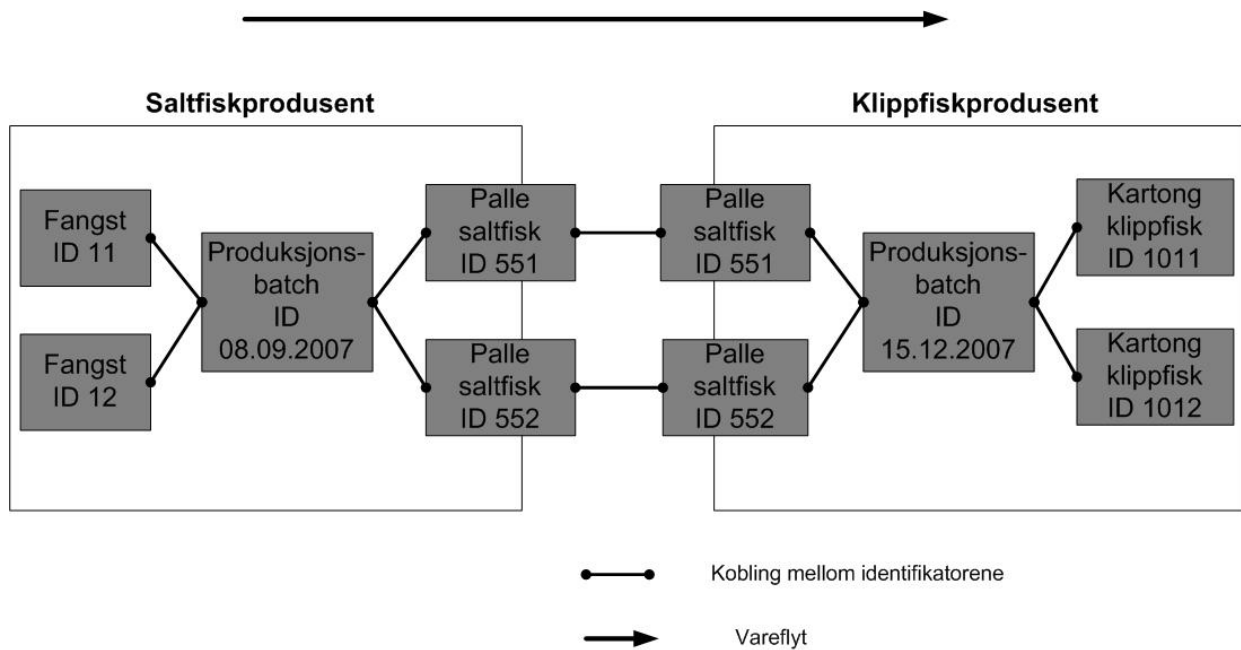 Saltfiskprodusent
Klippfiskprodusent
Fangst
ID 11
Fangst
ID 12
Produksjons-
batch
ID
08.09.2007
Palle
saltfisk
ID 551
Palle
saltfisk
ID 552
Palle
saltfisk
ID 551
Palle
saltfisk
ID 552
Produksjons-
batch
ID
15.12.2007
Kartong
klippfisk
ID 1011
Kartong
klippfisk
ID 1012
Kobling mellom identifikatorene
Vareflyt